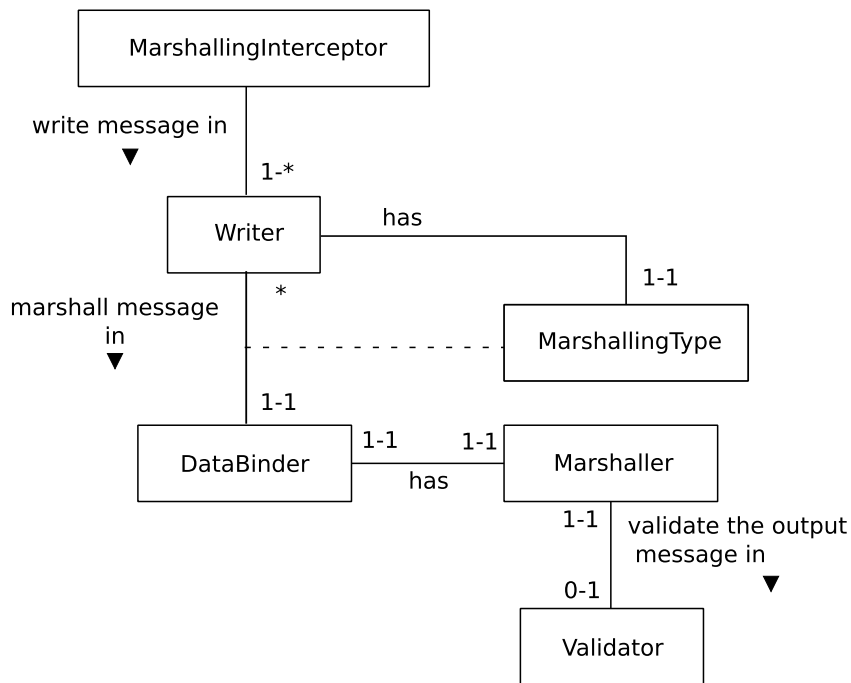 MarshallingInterceptor
write message in
▼
1-*
Writer
has
1-1
*
marshall message
in
▼
MarshallingType
1-1
DataBinder
1-1
1-1
has
Marshaller
1-1
validate the output
message in
▼
0-1
Validator